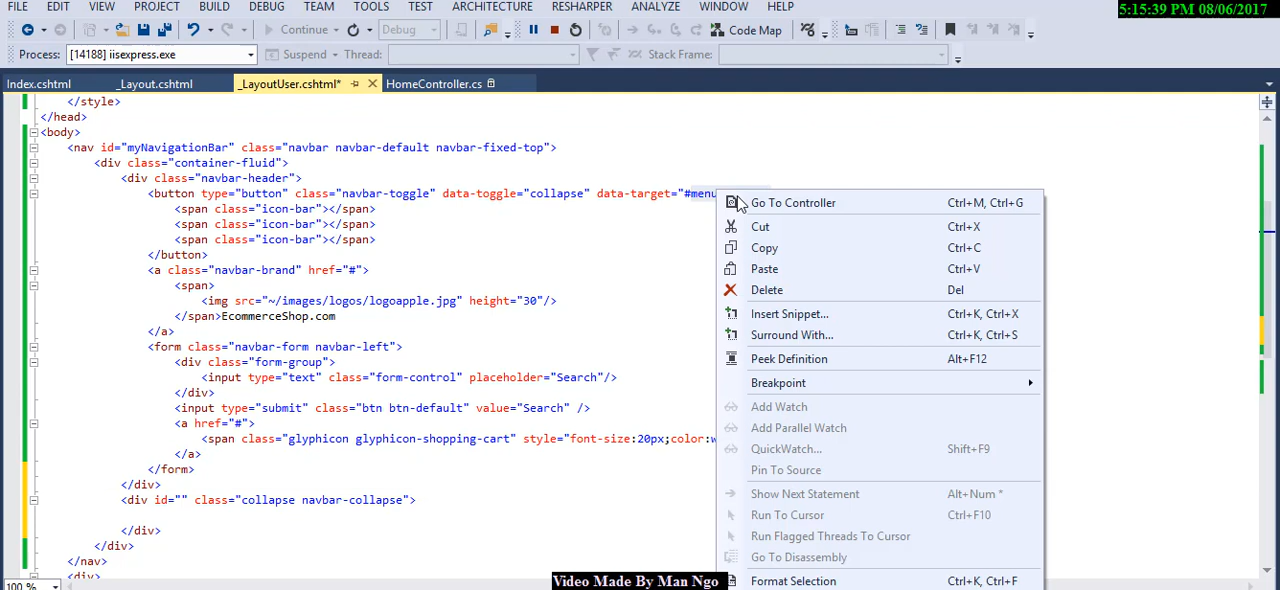 FILE EDIT VIEW PROJECT BUILD DEBUG TEAM TOOLS TEST ARCHITECTURE RESHARPER ANALYZE WINDOW HELP
5:15:39 PM 08/06/2017
Continue Debug Code Map
Process: [14188] iisexpress.exe Suspend Thread: Stack Frame:
Index.cshtml _Layout.cshtml _LayoutUser.cshtml* HomeController.cs
</style>
</head>
<body>
<nav id="myNavigationBar" class="navbar navbar-default navbar-fixed-top">
<div class="container-fluid">
<div class="navbar-header">
<button type="button" class="navbar-toggle" data-toggle="collapse" data-target="#menu
<span class="icon-bar"></span>
<span class="icon-bar"></span>
<span class="icon-bar"></span>
</button>
<a class="navbar-brand" href="#">
<span>
<img src="~/images/logos/logoapple.jpg" height="30"/>
</span>EcommerceShop.com
</a>
<form class="navbar-form navbar-left">
<div class="form-group">
<input type="text" class="form-control" placeholder="Search"/>
</div>
<input type="submit" class="btn btn-default" value="Search" />
<a href="#">
<span class="glyphicon glyphicon-shopping-cart" style="font-size:20px;color:w
</a>
</form>
</div>
<div id="" class="collapse navbar-collapse">
</div>
</div>
</nav>
<div>
Go To Controller Ctrl+M, Ctrl+G
Cut Ctrl+X
Copy Ctrl+C
Paste Ctrl+V
Delete Del
Insert Snippet... Ctrl+K, Ctrl+X
Surround With... Ctrl+K, Ctrl+S
Peek Definition Alt+F12
Breakpoint
Add Watch
Add Parallel Watch
QuickWatch... Shift+F9
Pin To Source
Show Next Statement Alt+Num *
Run To Cursor Ctrl+F10
Run Flagged Threads To Cursor
Go To Disassembly
Format Selection Ctrl+K, Ctrl+F
100 %
Video Made By Man Ngo